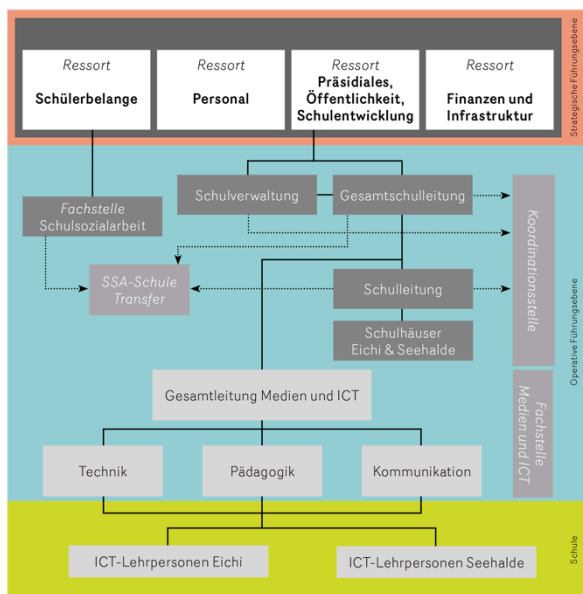 Ressort
Schülerbelange
Ressort
Personal
Ressort
Präsidiales,
Öffentlichkeit,
Schulentwicklung
Ressort
Finanzen und
Infrastruktur
Strategische Führungsebene
Fachstelle
Schulsozialarbeit
Schulverwaltung
Gesamtschulleitung
Koordinationsstelle
SSA-Schule
Transfer
Schulleitung
Schulhäuser
Eichi & Seehalde
Operative Führungsebene
Gesamtleitung Medien und ICT
Fachstelle
Medien und ICT
Technik
Pädagogik
Kommunikation
ICT-Lehrpersonen Eichi
ICT-Lehrpersonen Seehalde
Schule